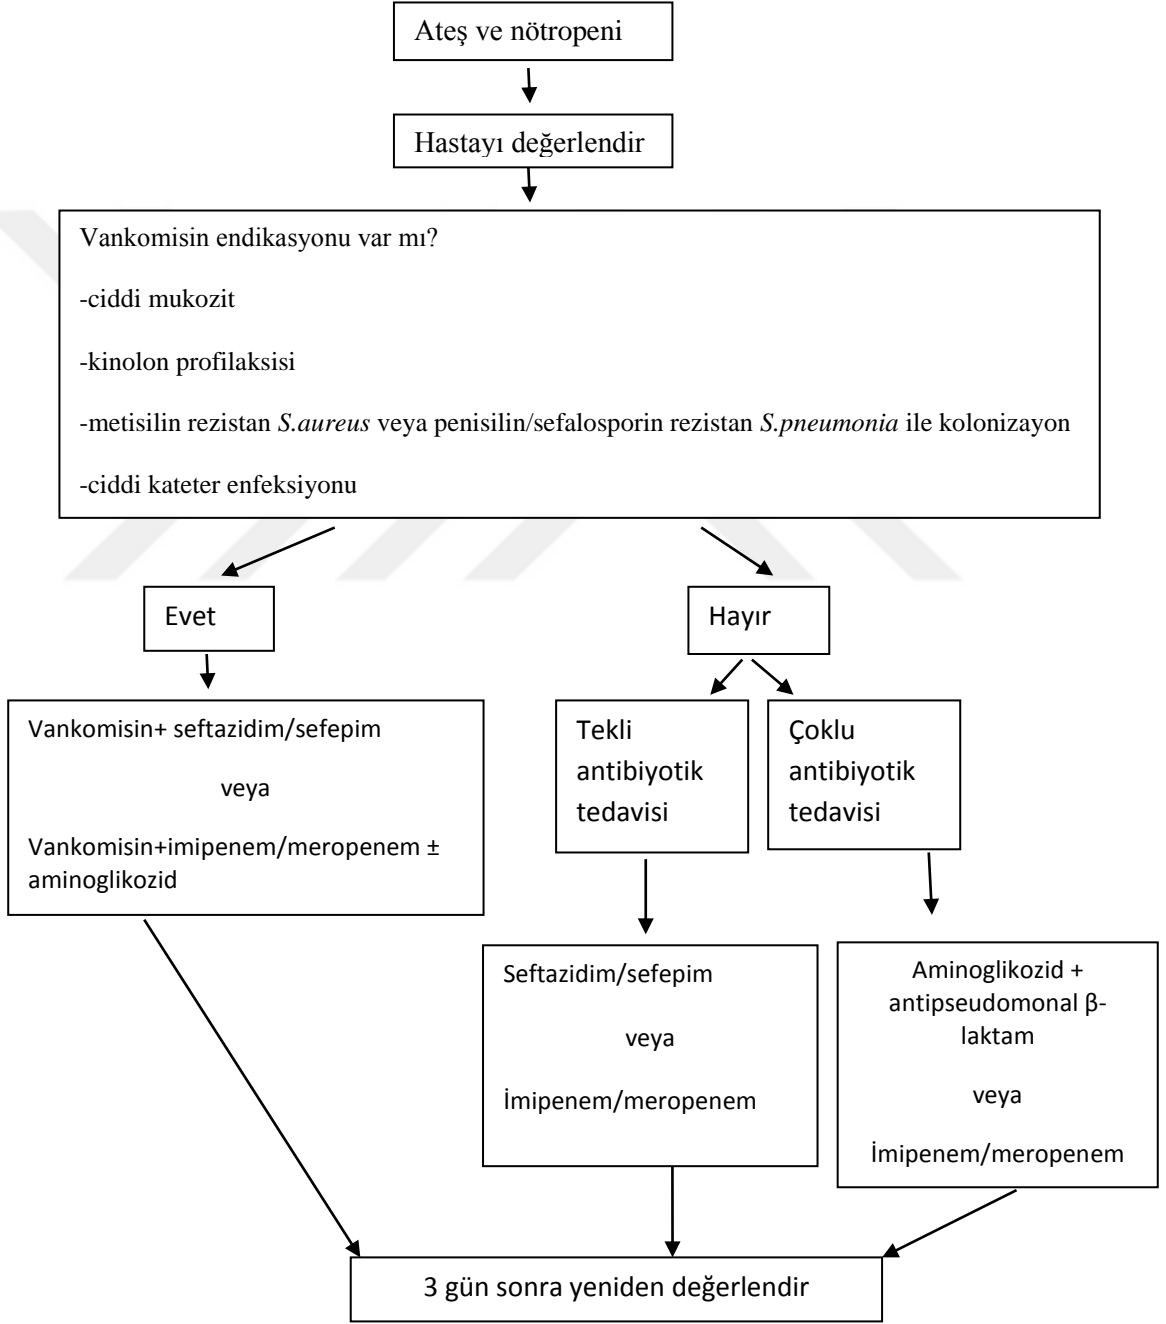 Ateş ve nötropeni
Hastayı değerlendir
Vankomisin endikasyonu var mı?
-ciddi mukozit
-kinolon profilaksisi
-metisilin rezistan S.aureus veya penisilin/sefalosporin rezistan S.pneumonia ile kolonizayon
-ciddi kateter enfeksiyonu
Evet
Hayır
Vankomisin+ seftazidim/sefepim
veya
Vankomisin+imipenem/meropenem ±
aminoglikozid
Tekli
antibiyotik
tedavisi
Çoklu
antibiyotik
tedavisi
Seftazidim/sefepim
veya
İmipenem/meropenem
Aminoglikozid +
antipseudomonal β-
laktam
veya
İmipenem/meropenem
3 gün sonra yeniden değerlendir